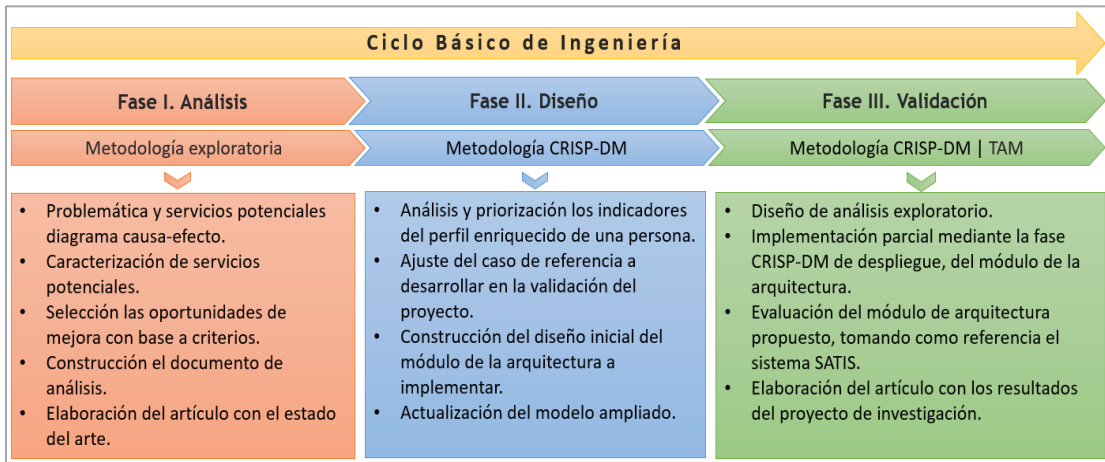 Ciclo Básico de Ingeniería
Fase I. Análisis
Fase II. Diseño
Fase III. Validación
Metodología exploratoria
Metodología CRISP-DM
Metodología CRISP-DM | TAM
• Problemática y servicios potenciales
diagrama causa-efecto.
• Caracterización de servicios
potenciales.
• Selección las oportunidades de
mejora con base a criterios.
• Construcción el documento de
análisis.
• Elaboración del artículo con el estado
del arte.
• Análisis y priorización los indicadores
del perfil enriquecido de una persona.
• Ajuste del caso de referencia a
desarrollar en la validación del
proyecto.
• Construcción del diseño inicial del
módulo de la arquitectura a
implementar.
• Actualización del modelo ampliado.
• Diseño de análisis exploratorio.
• Implementación parcial mediante la fase
CRISP-DM de despliegue, del módulo de la
arquitectura.
• Evaluación del módulo de arquitectura
propuesto, tomando como referencia el
sistema SATIS.
• Elaboración del artículo con los resultados
del proyecto de investigación.